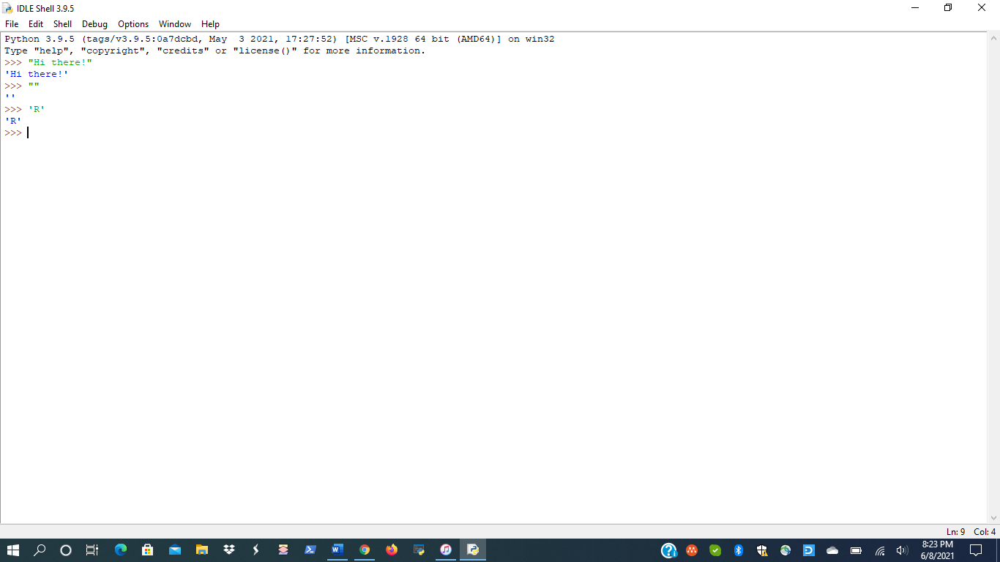 IDLE Shell 3.9.5
File Edit Shell Debug Options Window Help
Python 3.9.5 (tags/v3.9.5:0a7dcbd, May  3 2021, 17:27:52) [MSC v.1928 64 bit (AMD64)] on win32
Type "help", "copyright", "credits" or "license()" for more information.
>>> "Hi there!"
'Hi there!'
>>> ""
''
>>> 'R'
'R'
>>>
Ln: 9 Col: 4
8:23 PM
6/8/2021